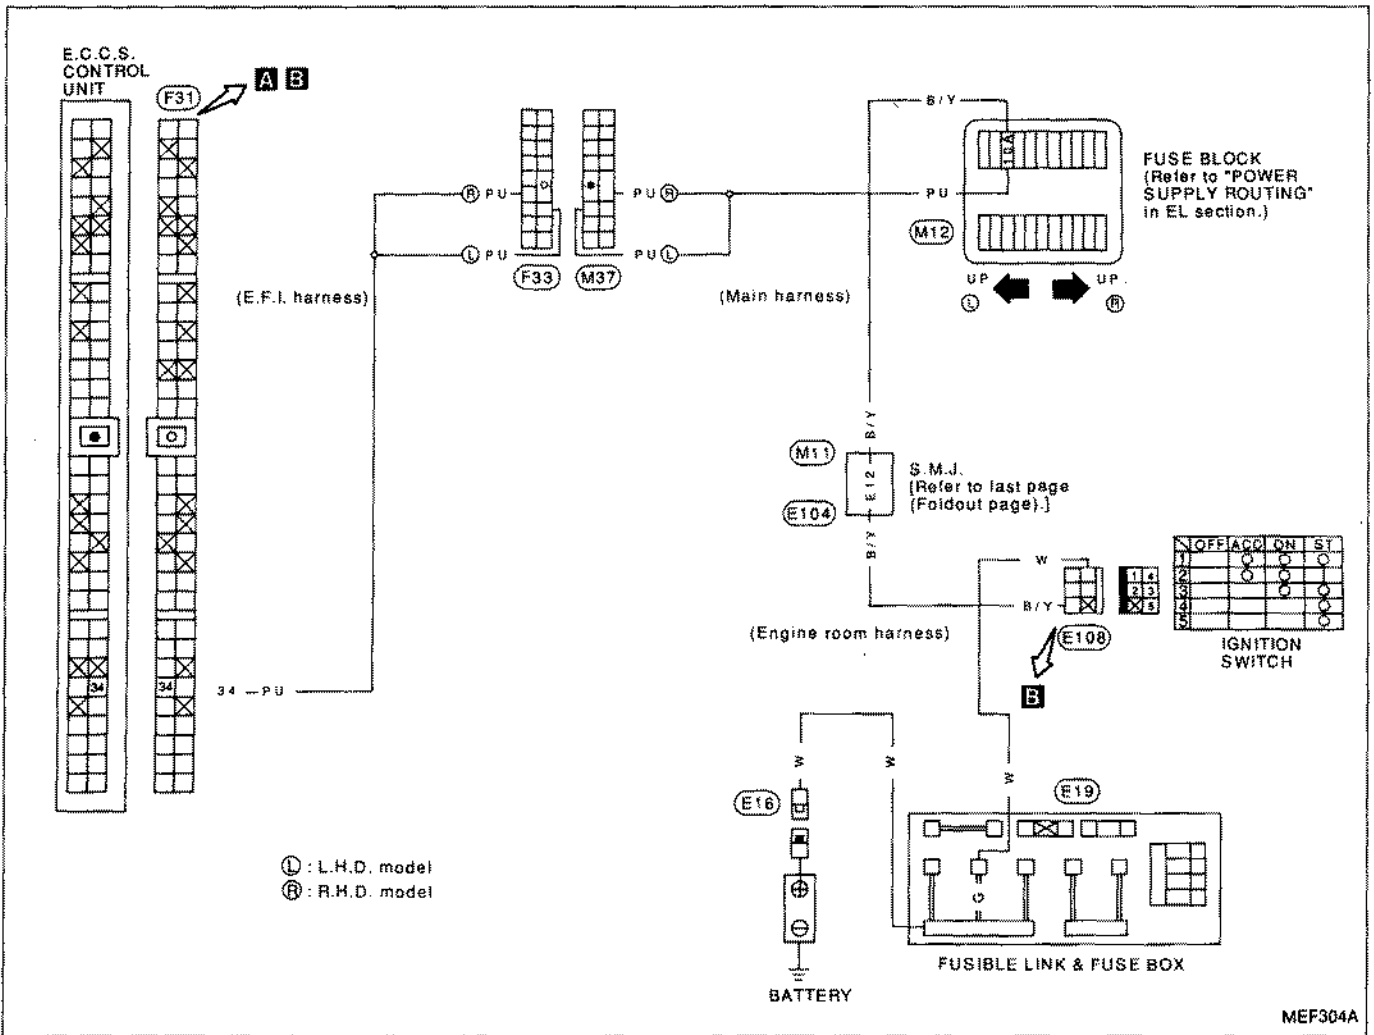 E.C.C.S.
CONTROL
UNIT
F31
A B
B/Y
10A
FUSE BLOCK
(Refer to "POWER
SUPPLY ROUTING"
in EL section.)
R PU
PU R
PU
M12
L PU
PU L
F33
M37
UP
L
UP.
R
(E.F.I. harness)
(Main harness)
B/Y
M11
E12
E104
S.M.J.
[Refer to last page
(Foldout page).]
B/Y
W
B/Y
1 4
2 3
5
OFF ACC ON ST
1
2
3
4
5
IGNITION
SWITCH
(Engine room harness)
E108
B
34
34
34 PU
W
W
W
E16
E19
G
L : L.H.D. model
R : R.H.D. model
BATTERY
FUSIBLE LINK & FUSE BOX
MEF304A